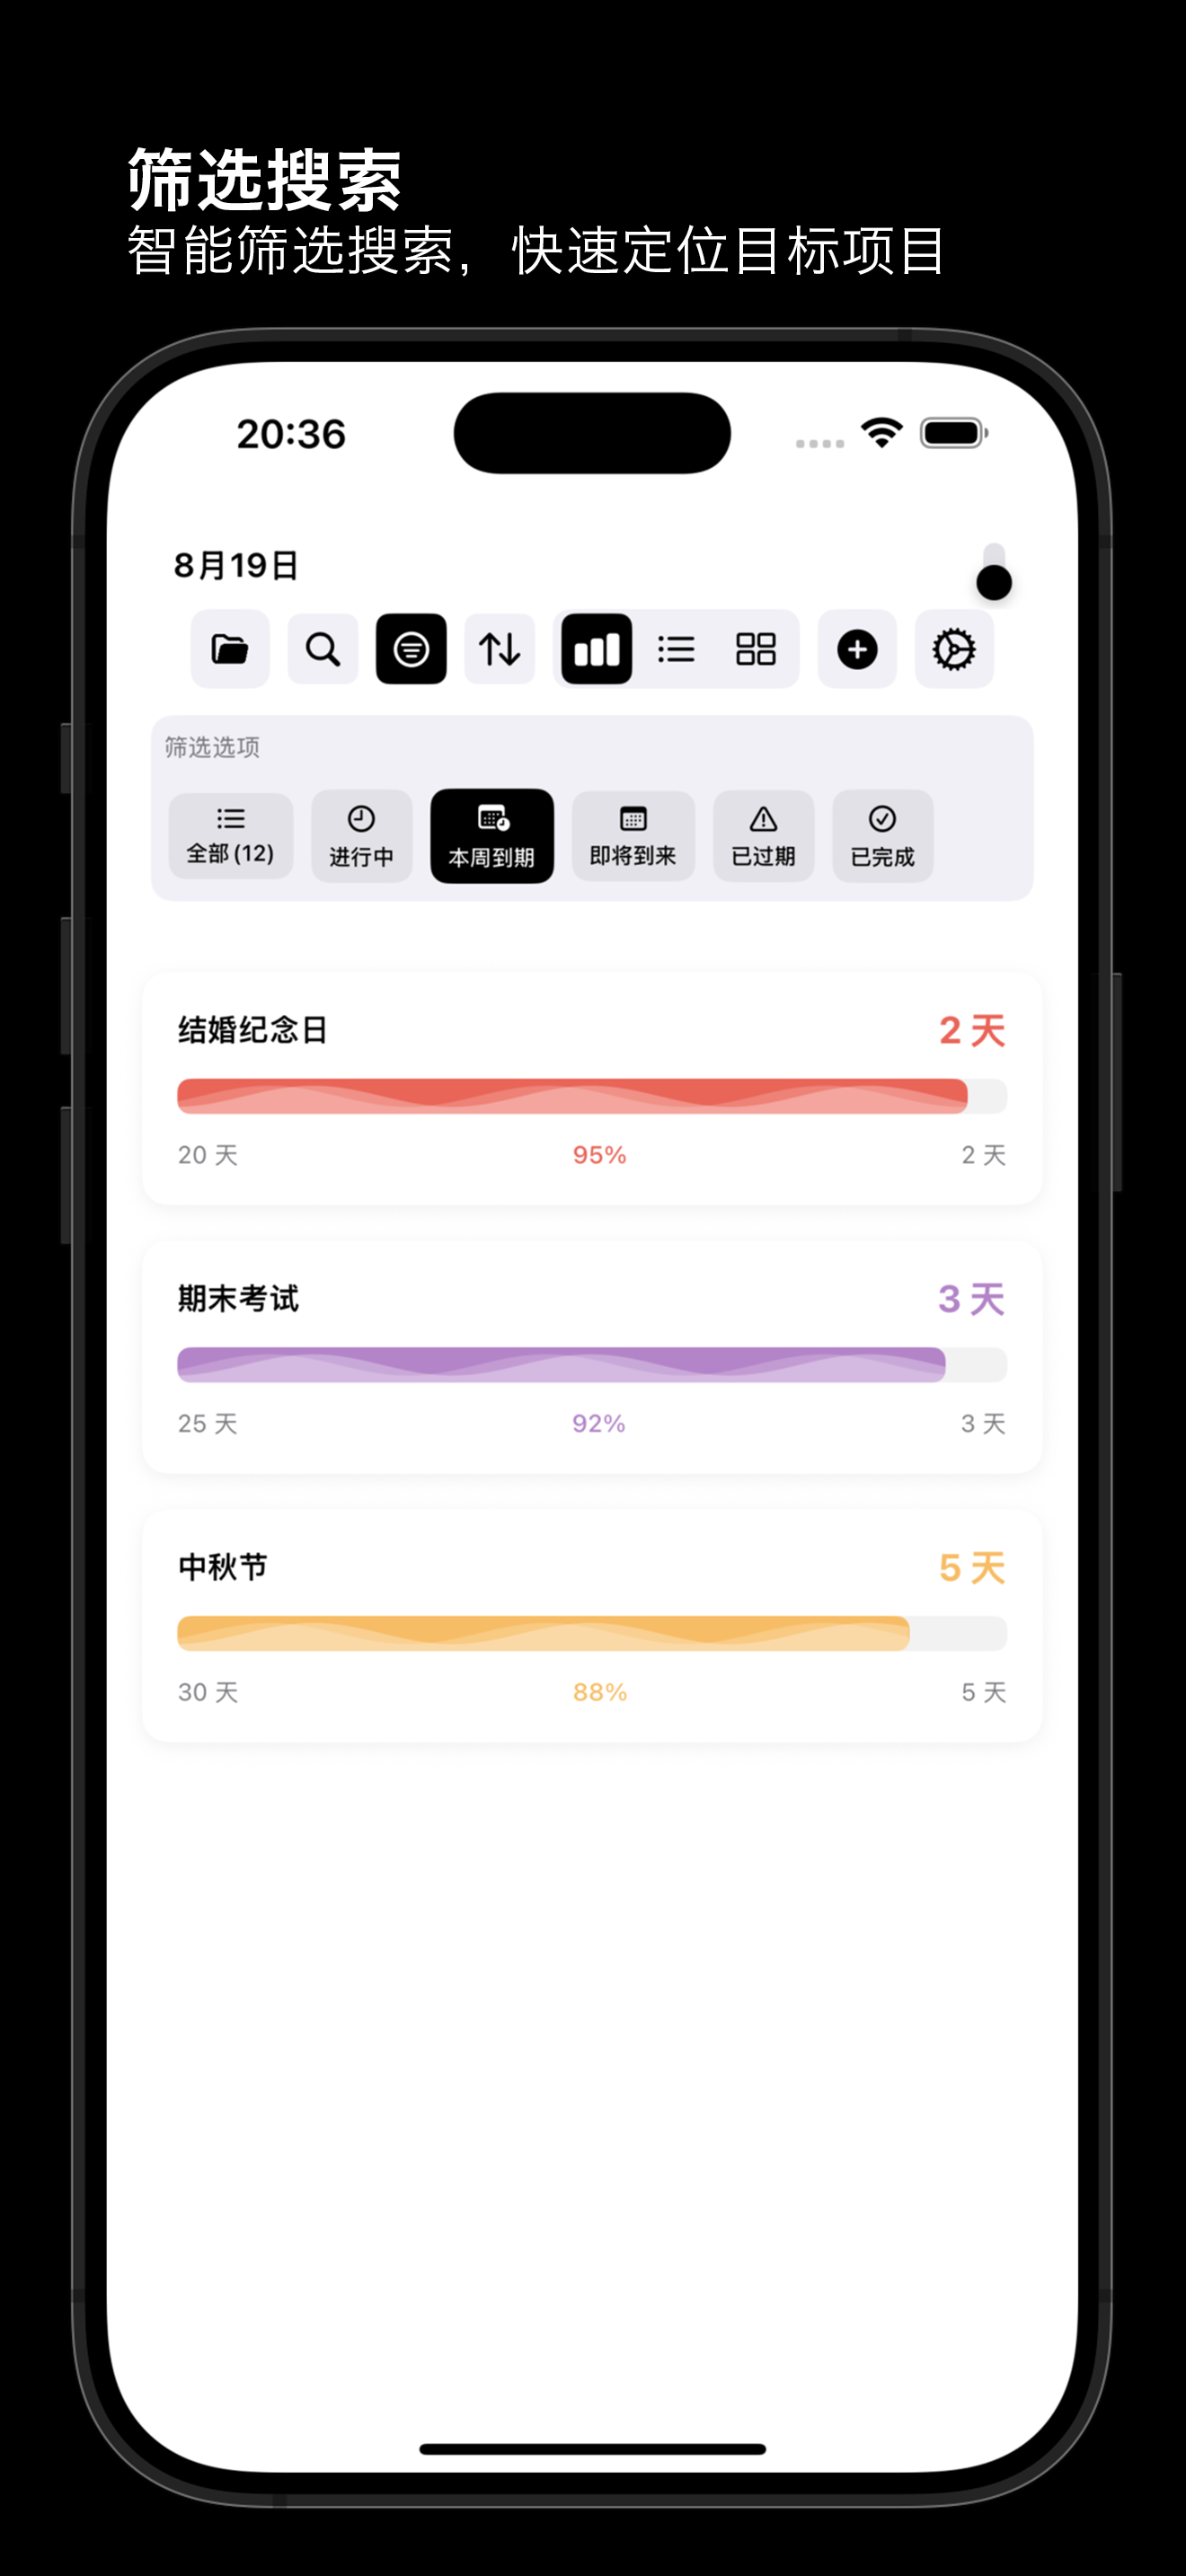 筛选搜索
智能筛选搜索，快速定位目标项目
20:36
8月19日
筛选选项
全部 (12) 进行中 本周到期 即将到来 已过期 已完成
结婚纪念日 2 天
20 天 95% 2 天
期末考试 3 天
25 天 92% 3 天
中秋节 5 天
30 天 88% 5 天